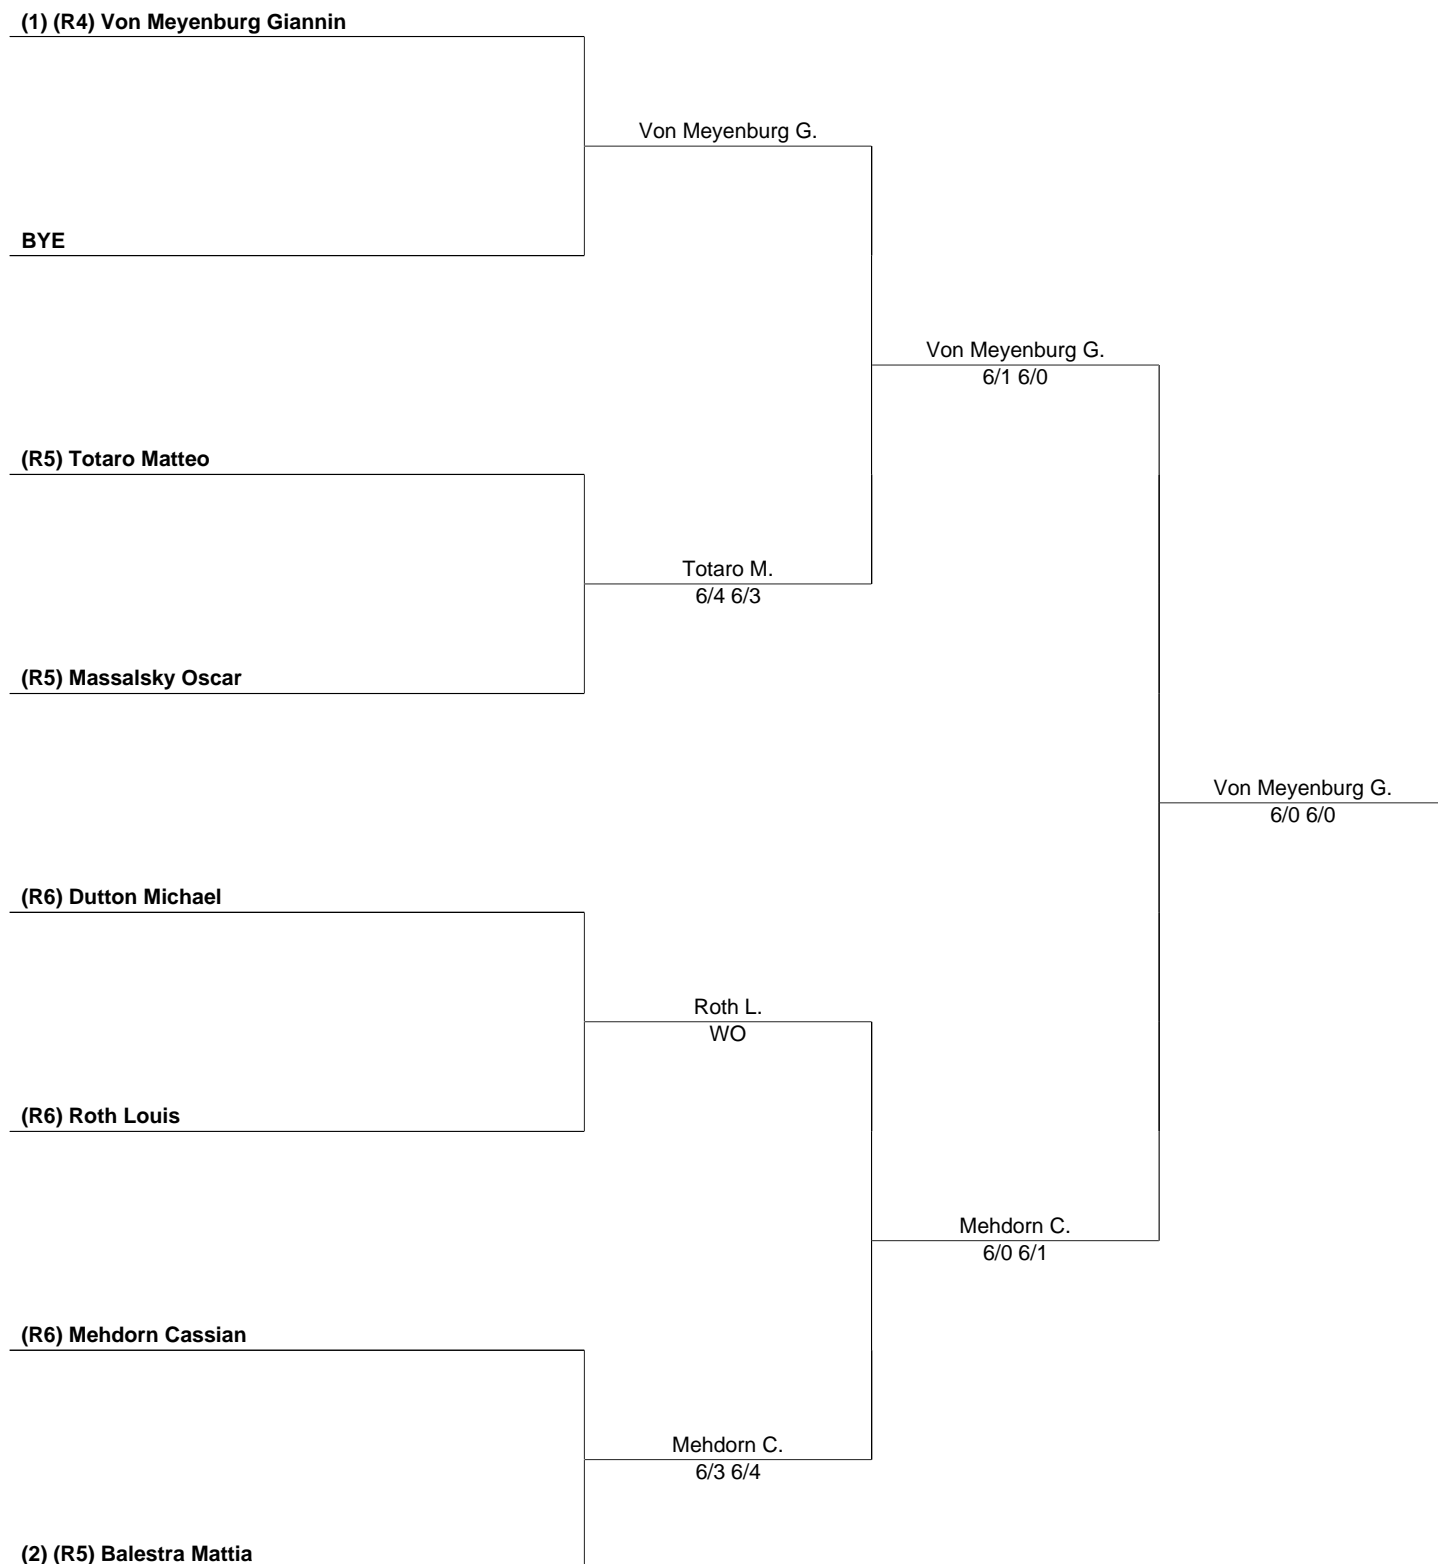 (1) (R4) Von Meyenburg Giannin
Von Meyenburg G.
BYE
Von Meyenburg G.
6/1 6/0
(R5) Totaro Matteo
Totaro M.
6/4 6/3
(R5) Massalsky Oscar
Von Meyenburg G.
6/0 6/0
(R6) Dutton Michael
Roth L.
WO
(R6) Roth Louis
Mehdorn C.
6/0 6/1
(R6) Mehdorn Cassian
Mehdorn C.
6/3 6/4
(2) (R5) Balestra Mattia